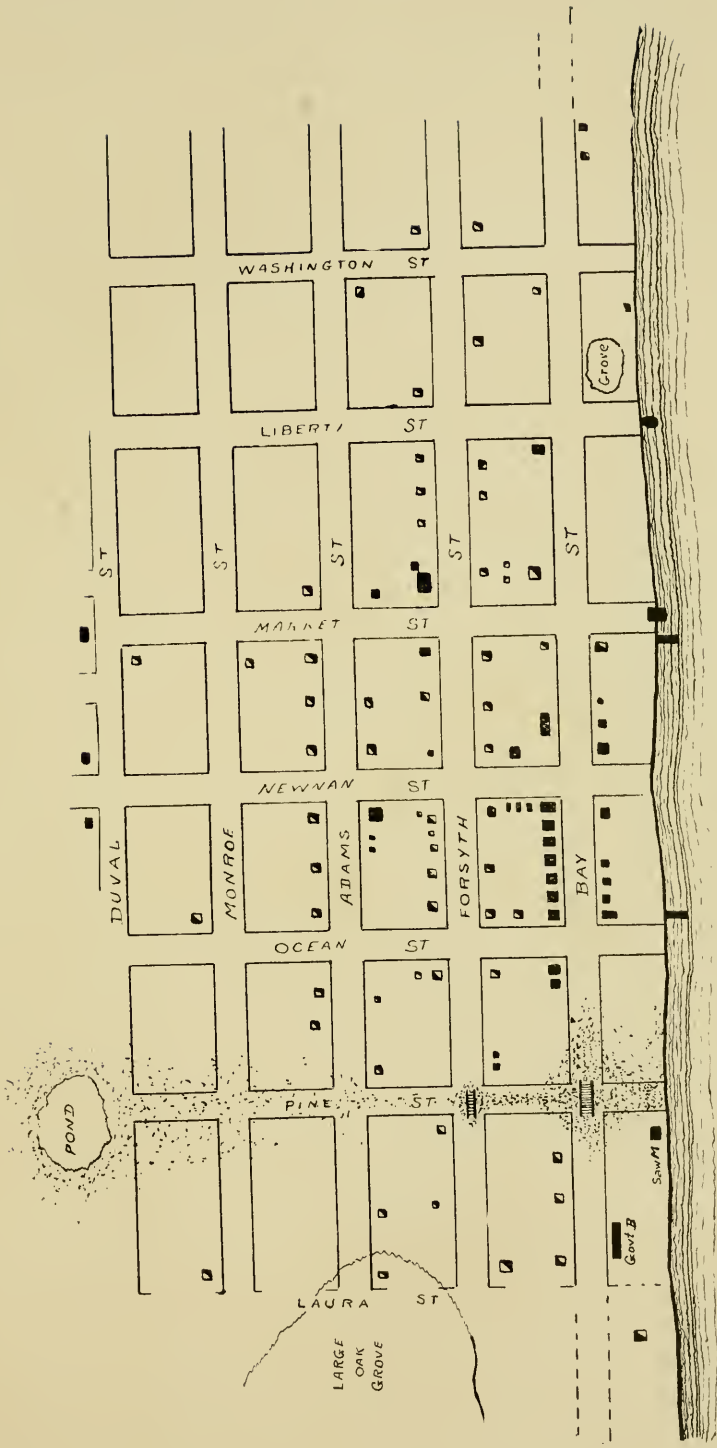 WASHINGTON ST
Grove
LIBERTY ST
ST
ST
ST
ST
ST
MARKET ST
NEWNAN ST
DUVAL
MONROE
ADAMS
FORSYTH
BAY
OCEAN ST
POND
PINE ST
Saw M
Govt B
LAURA ST
LARGE
OAK
GROVE